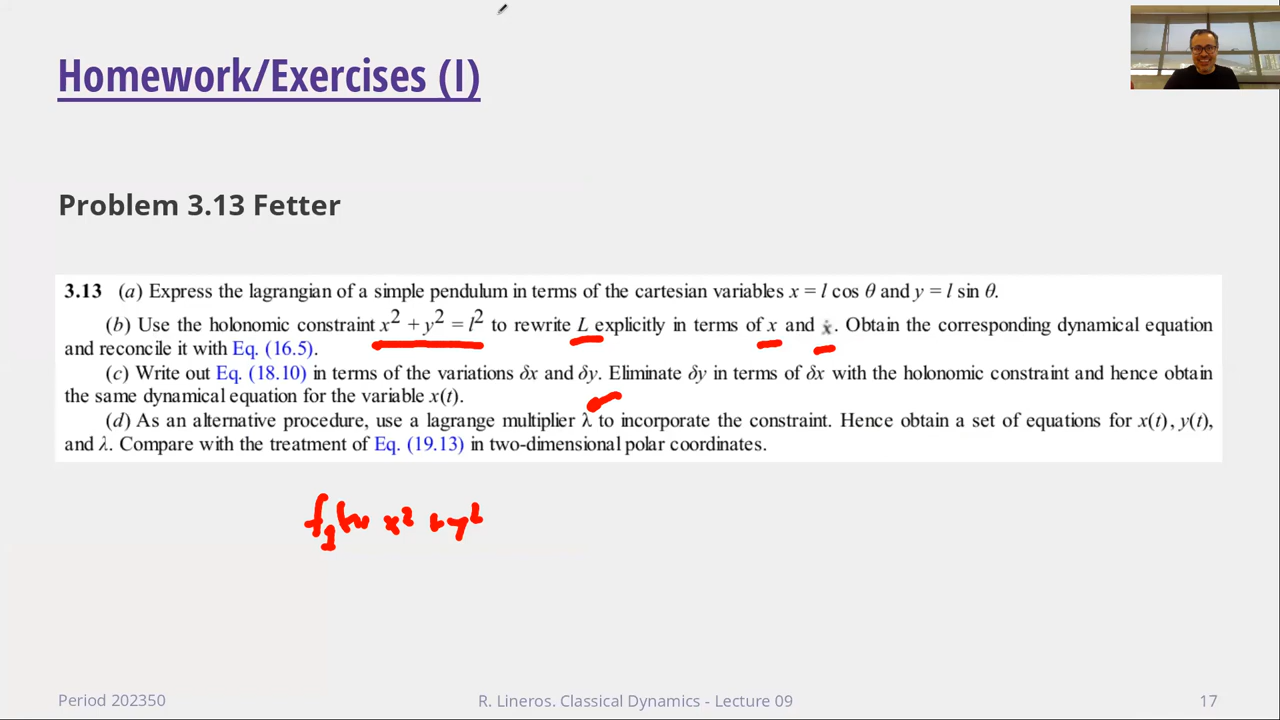 Homework/Exercises (I)
Problem 3.13 Fetter
3.13 (a) Express the lagrangian of a simple pendulum in terms of the cartesian variables x = l cos θ and y = l sin θ.
(b) Use the holonomic constraint x² + y² = l² to rewrite L explicitly in terms of x and ẋ. Obtain the corresponding dynamical equation
and reconcile it with Eq. (16.5).
(c) Write out Eq. (18.10) in terms of the variations δx and δy. Eliminate δy in terms of δx with the holonomic constraint and hence obtain
the same dynamical equation for the variable x(t).
(d) As an alternative procedure, use a lagrange multiplier λ to incorporate the constraint. Hence obtain a set of equations for x(t), y(t),
and λ. Compare with the treatment of Eq. (19.13) in two-dimensional polar coordinates.
x² + y²
Period 202350
R. Lineros. Classical Dynamics - Lecture 09
17